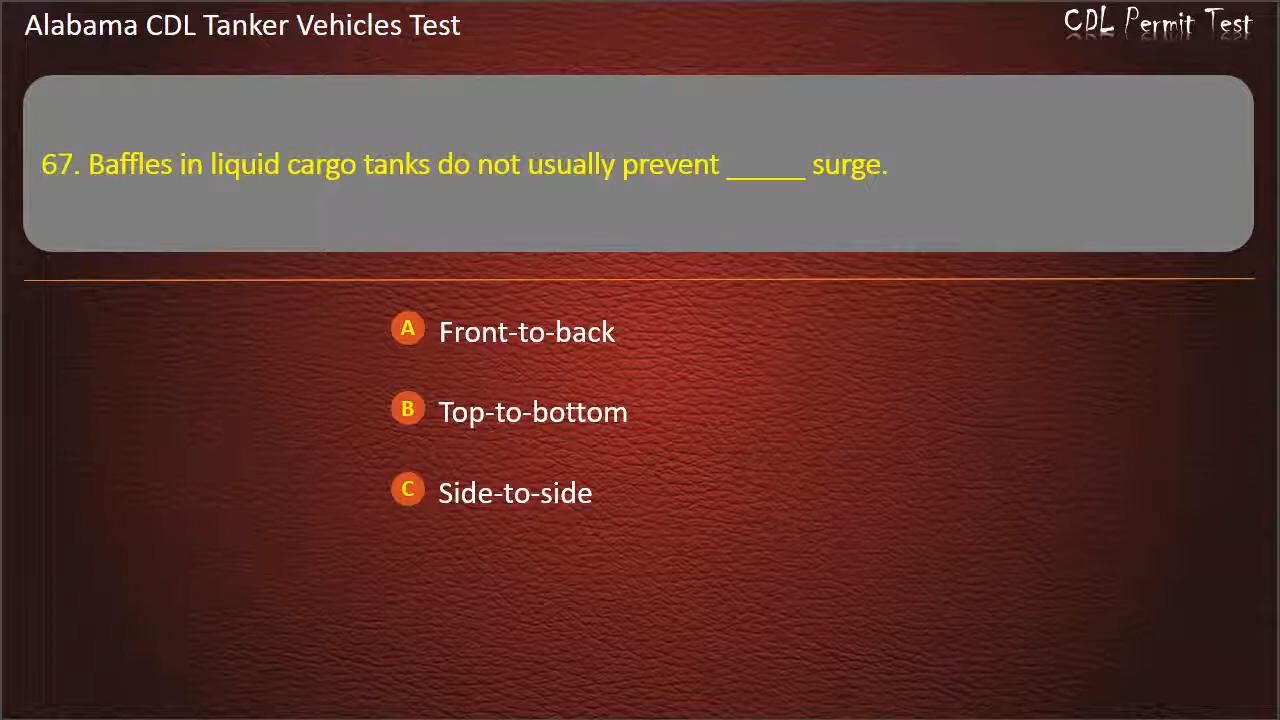 Alabama CDL Tanker Vehicles Test
CDL Permit Test
67. Baffles in liquid cargo tanks do not usually prevent _____ surge.
A Front-to-back
B Top-to-bottom
C Side-to-side